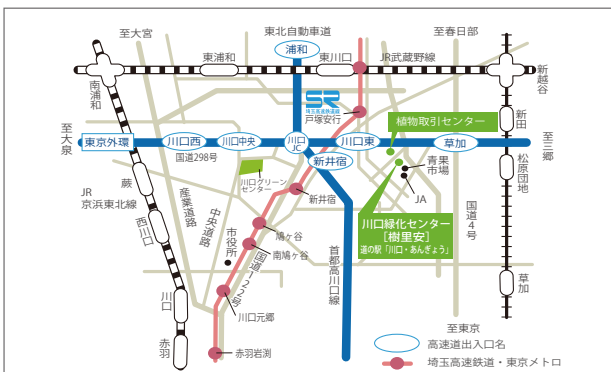 至大宮
東北自動車道
至春日部
浦和
東浦和
東川口
JR武蔵野線
南浦和
新越谷
SR
埼玉高速鉄道線
戸塚安行
植物取引センター
新田
至大泉
東京外環
川口西
川口中央
川口JC
川口東
草加
至三郷
国道298号
新井宿
青果市場
松原団地
川口グリーンセンター
JA
蕨
JR
京浜東北線
西川口
産業道路
中央道路
新井宿
川口緑化センター
［樹里安］
道の駅「川口・あんぎょう」
国道4号
市役所
鳩ヶ谷
南鳩ヶ谷
国道122号
首都高川口線
草加
川口
川口元郷
至東京
高速道出入口名
赤羽
赤羽岩淵
埼玉高速鉄道・東京メトロ